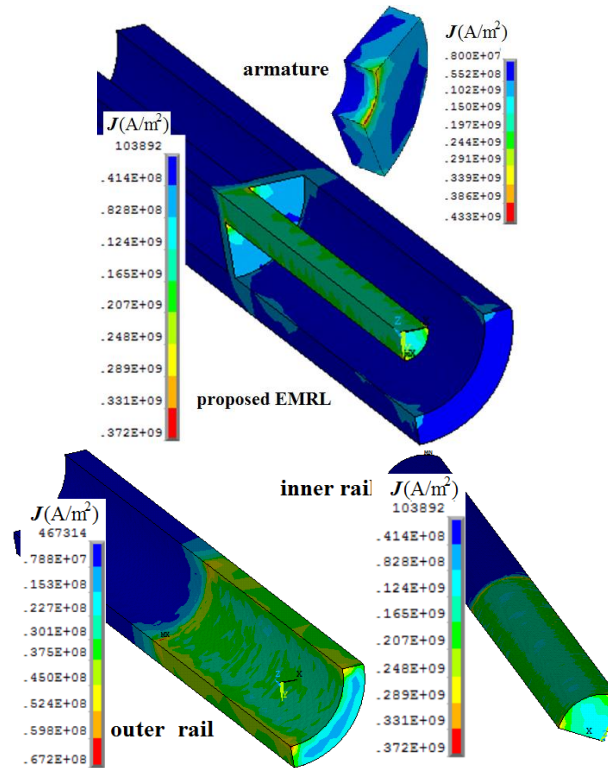 armature
J(A/m²)
.800E+07
.552E+08
.102E+09
.150E+09
.197E+09
.244E+09
.291E+09
.339E+09
.386E+09
.433E+09
J(A/m²)
103892
.414E+08
.828E+08
.124E+09
.165E+09
.207E+09
.248E+09
.289E+09
.331E+09
.372E+09
Z
MX
proposed EMRL
J(A/m²)
467314
.788E+07
.153E+08
.227E+08
.301E+08
.375E+08
.450E+08
.524E+08
.598E+08
.672E+08
MX
Z
X
Y
outer rail
MN
inner rail
J(A/m²)
103892
.414E+08
.828E+08
.124E+09
.165E+09
.207E+09
.248E+09
.289E+09
.331E+09
.372E+09
X